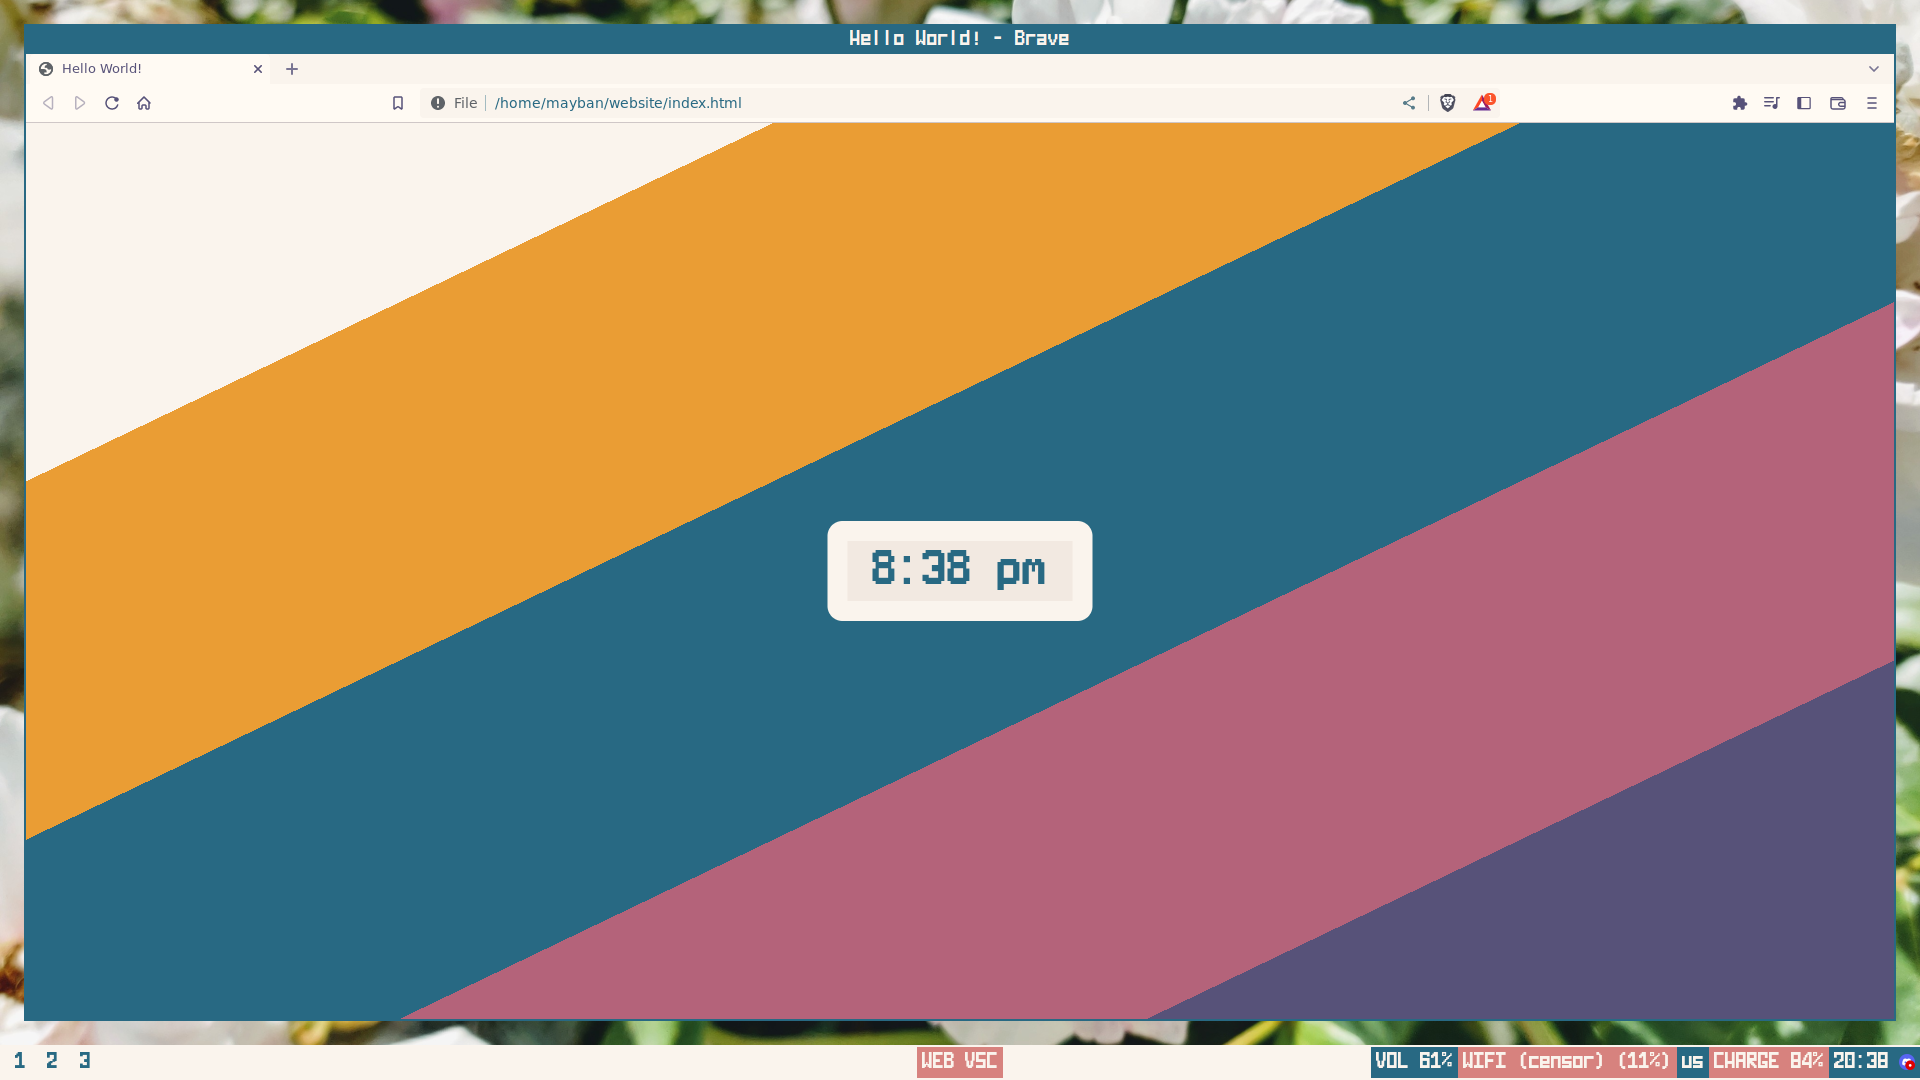 Hello World! - Brave
Hello World!
File /home/mayban/website/index.html
1
8:38 pm
1 2 3
WEB VSC
VOL 61% WIFI (censor) (11%) us CHARGE 84% 20:38